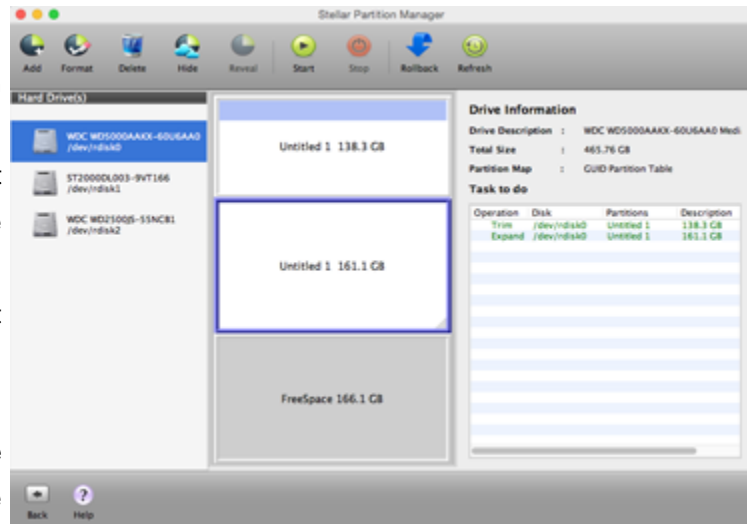 Stellar Partition Manager
Add Format Delete Hide Reveal Start Stop Rollback Refresh
Hard Drive(s)
WDC WD5000AAKX-60U6AA0
/dev/rdisk0
ST2000DL003-9VT166
/dev/rdisk1
WDC WD2500JS-55NCB1
/dev/rdisk2
Untitled 1 138.3 GB
Untitled 1 161.1 GB
FreeSpace 166.1 GB
Drive Information
Drive Description : WDC WD5000AAKX-60U6AA0 Medi
Total Size : 465.76 GB
Partition Map : GUID Partition Table
Task to do
Operation Disk Partitions Description
Trim /dev/rdisk0 Untitled 1 138.3 GB
Expand /dev/rdisk0 Untitled 1 161.1 GB
Back Help